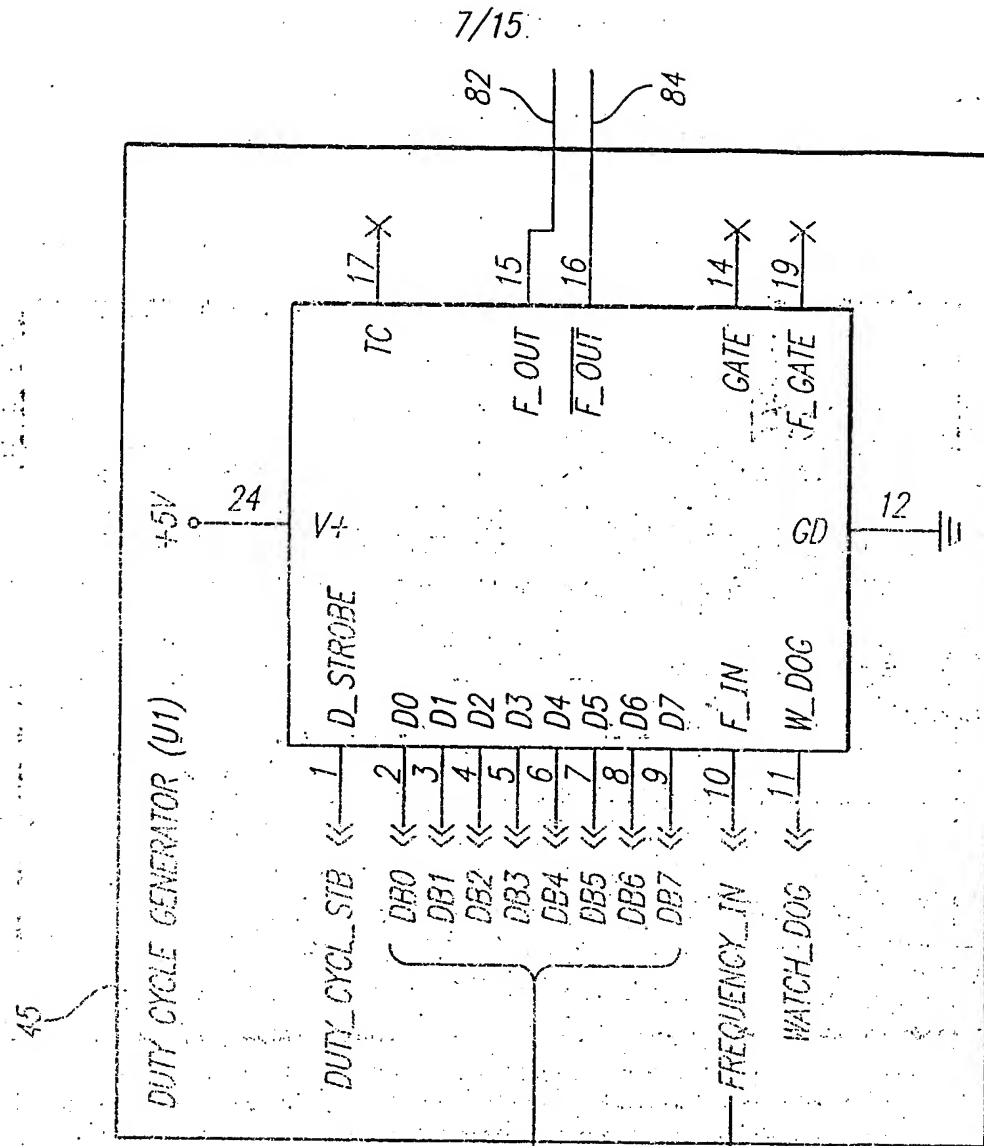 7/15
45
DUTY CYCLE GENERATOR (U1)
+5V
24
V+
DUTY_CYCL_STB
1
D_STROBE
DB0
2
D0
DB1
3
D1
DB2
4
D2
DB3
5
D3
DB4
6
D4
DB5
7
D5
DB6
8
D6
DB7
9
D7
FREQUENCY_IN
10
F_IN
WATCH_DOG
11
W_DOG
TC
17
F_OUT
15
82
F_OUT
16
84
GATE
14
F_GATE
19
GD
12